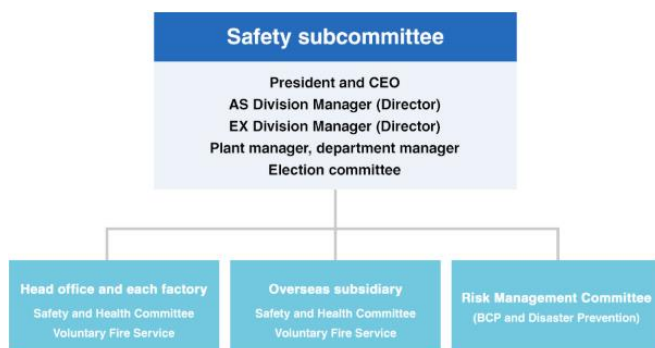 Safety subcommittee
President and CEO
AS Division Manager (Director)
EX Division Manager (Director)
Plant manager, department manager
Election committee
Head office and each factory
Safety and Health Committee
Voluntary Fire Service
Overseas subsidiary
Safety and Health Committee
Voluntary Fire Service
Risk Management Committee
(BCP and Disaster Prevention)